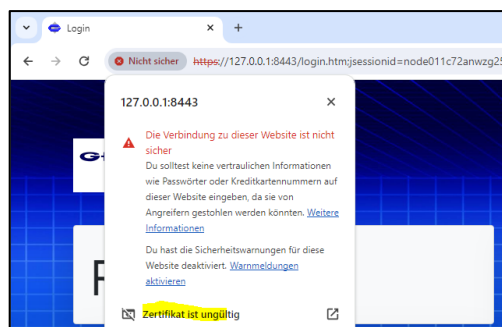 Login
Nicht sicher https://127.0.0.1:8443/login.htm;jsessionid=node011c72anwzg25
127.0.0.1:8443
Die Verbindung zu dieser Website ist nicht
sicher
Du solltest keine vertraulichen Informationen
wie Passwörter oder Kreditkartennummern auf
dieser Website eingeben, da sie von
Angreifern gestohlen werden könnten. Weitere
Informationen
Du hast die Sicherheitswarnungen für diese
Website deaktiviert. Warnmeldungen
aktivieren
Zertifikat ist ungültig